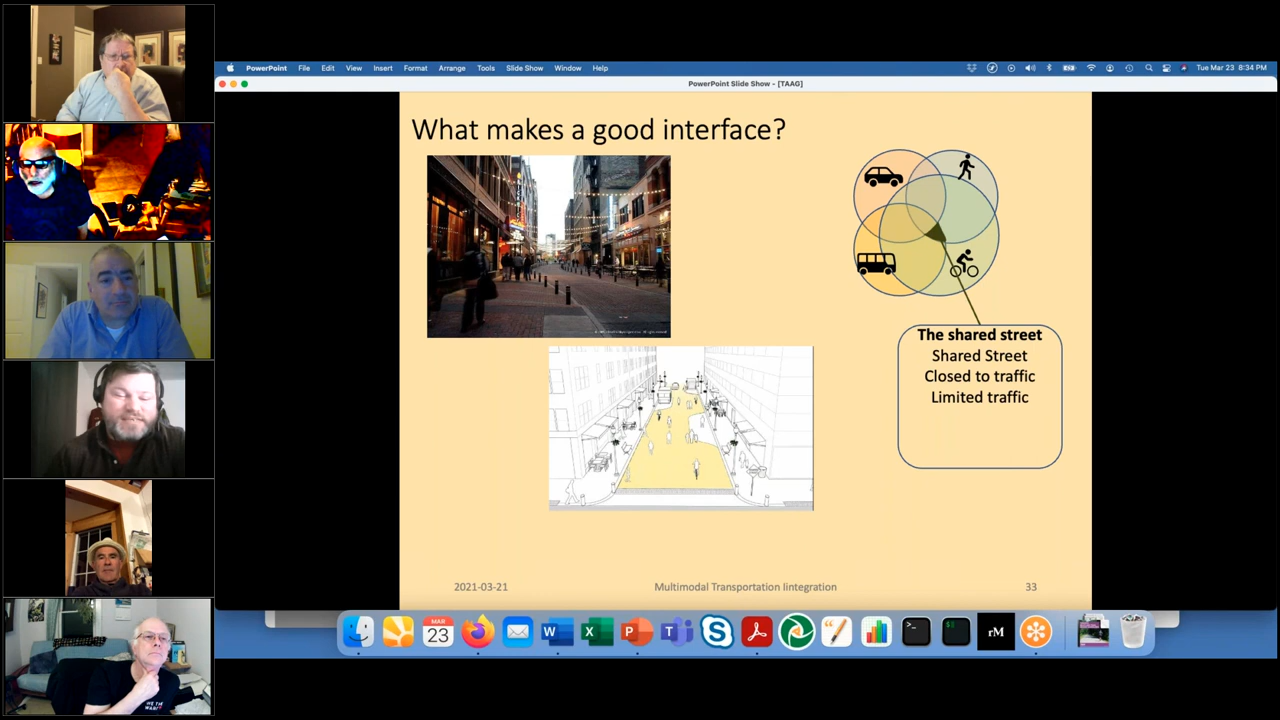 PowerPoint File Edit View Insert Format Arrange Tools Slide Show Window Help
Tue Mar 23 8:34 PM
PowerPoint Slide Show - [TAAG]
What makes a good interface?
The shared street
Shared Street
Closed to traffic
Limited traffic
2021-03-21
Multimodal Transportation Iintegration
33
MAR
23
W
X
P
T
S
>_
$
rM